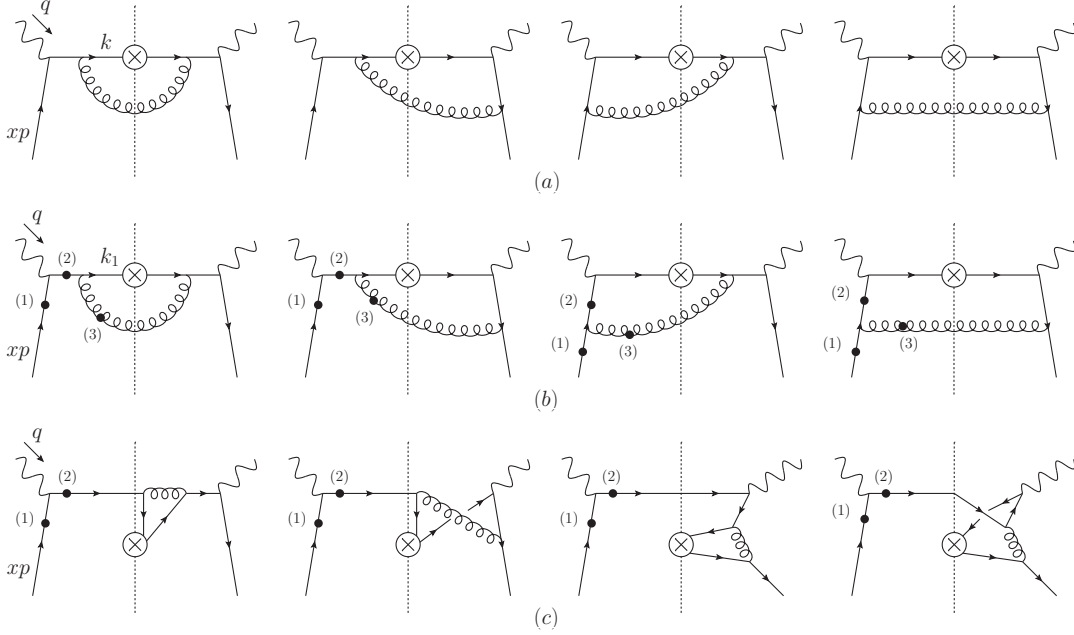 q
k
xp
(a)
q
(2) k₁ (2)
(1) (1) (2) (2)
(3) (3) (1) (3) (1) (3)
xp
(b)
q
(2) (2) (2) (2)
(1) (1) (1) (1)
xp
(c)